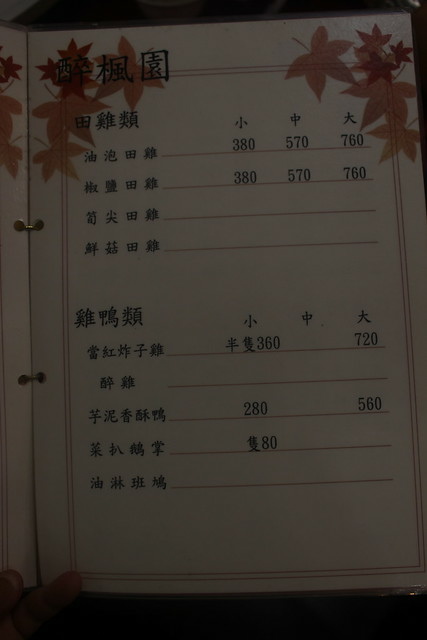 醉楓園
田雞類 小 中 大
油泡田雞 380 570 760
椒鹽田雞 380 570 760
筍尖田雞
鮮菇田雞
雞鴨類 小 中 大
當紅炸子雞 半隻360 720
醉雞
芋泥香酥鴨 280 560
菜扒鵝掌 隻80
油淋班鳩